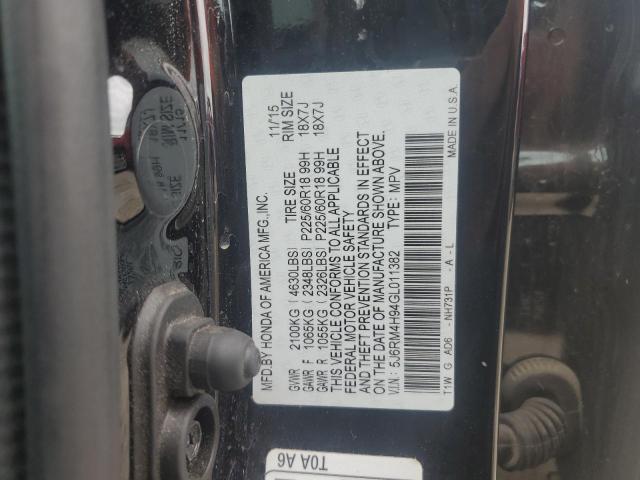 MFD.BY HONDA OF AMERICA MFG.,INC. 11/15
TIRE SIZE RIM SIZE
GVWR 2100KG ( 4630LBS)
GAWR F 1065KG ( 2348LBS) P225/60R18 99H 18X7J
GAWR R 1055KG ( 2326LBS) P225/60R18 99H 18X7J
THIS VEHICLE CONFORMS TO ALL APPLICABLE
FEDERAL MOTOR VEHICLE SAFETY
AND THEFT PREVENTION STANDARDS IN EFFECT
ON THE DATE OF MANUFACTURE SHOWN ABOVE.
V.I.N.: 5J6RM4H94GL011382 TYPE: MPV
T1W G AD6 - NH731P - A - L MADE IN U.S.A.
T0A A6